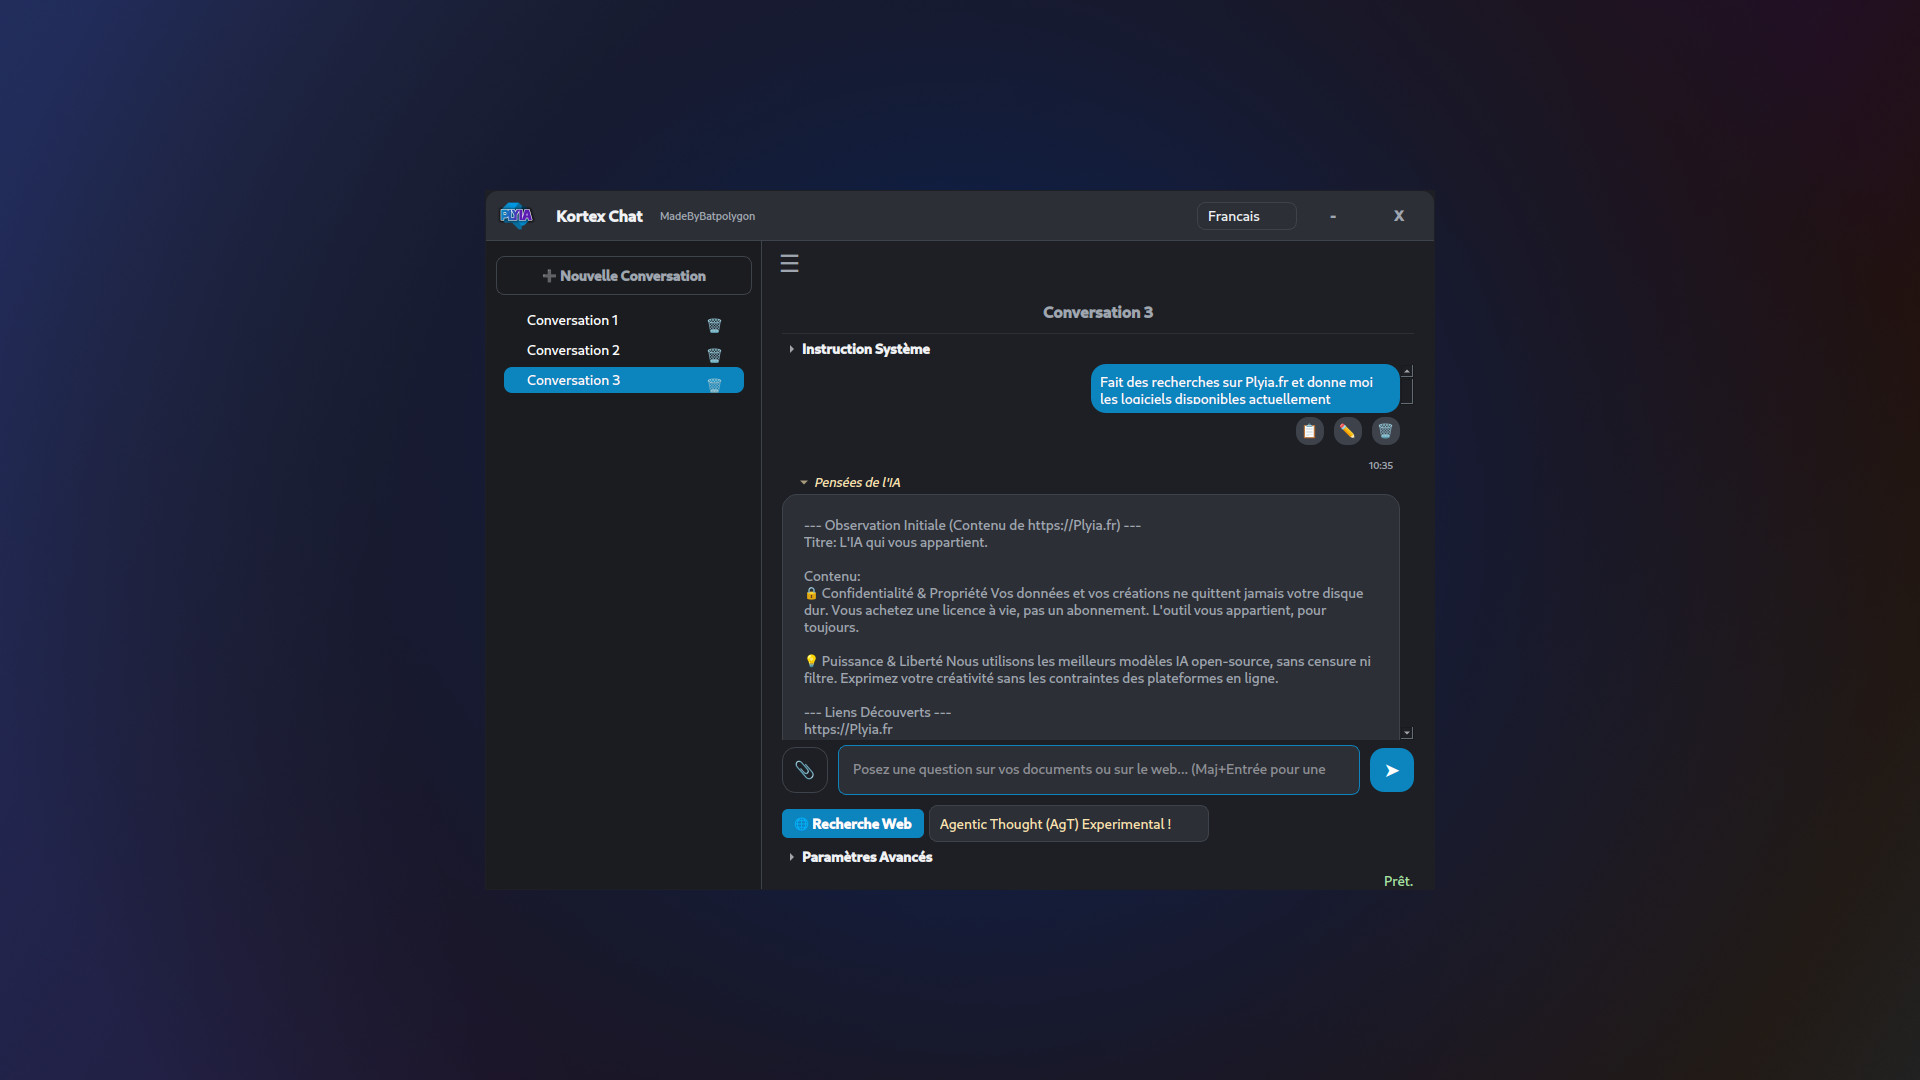 PLYIA
Kortex Chat
MadeByBatpolygon
Francais
-
X
➕ Nouvelle Conversation
Conversation 1
Conversation 2
Conversation 3
☰
Conversation 3
Instruction Système
Fait des recherches sur Plyia.fr et donne moi
les logiciels disponibles actuellement
10:35
Pensées de l'IA
--- Observation Initiale (Contenu de https://Plyia.fr) ---
Titre: L'IA qui vous appartient.
Contenu:
🔒 Confidentialité & Propriété Vos données et vos créations ne quittent jamais votre disque
dur. Vous achetez une licence à vie, pas un abonnement. L'outil vous appartient, pour
toujours.
💡 Puissance & Liberté Nous utilisons les meilleurs modèles IA open-source, sans censure ni
filtre. Exprimez votre créativité sans les contraintes des plateformes en ligne.
--- Liens Découverts ---
https://Plyia.fr
Posez une question sur vos documents ou sur le web... (Maj+Entrée pour une
🌐 Recherche Web
Agentic Thought (AgT) Experimental !
Paramètres Avancés
Prêt.